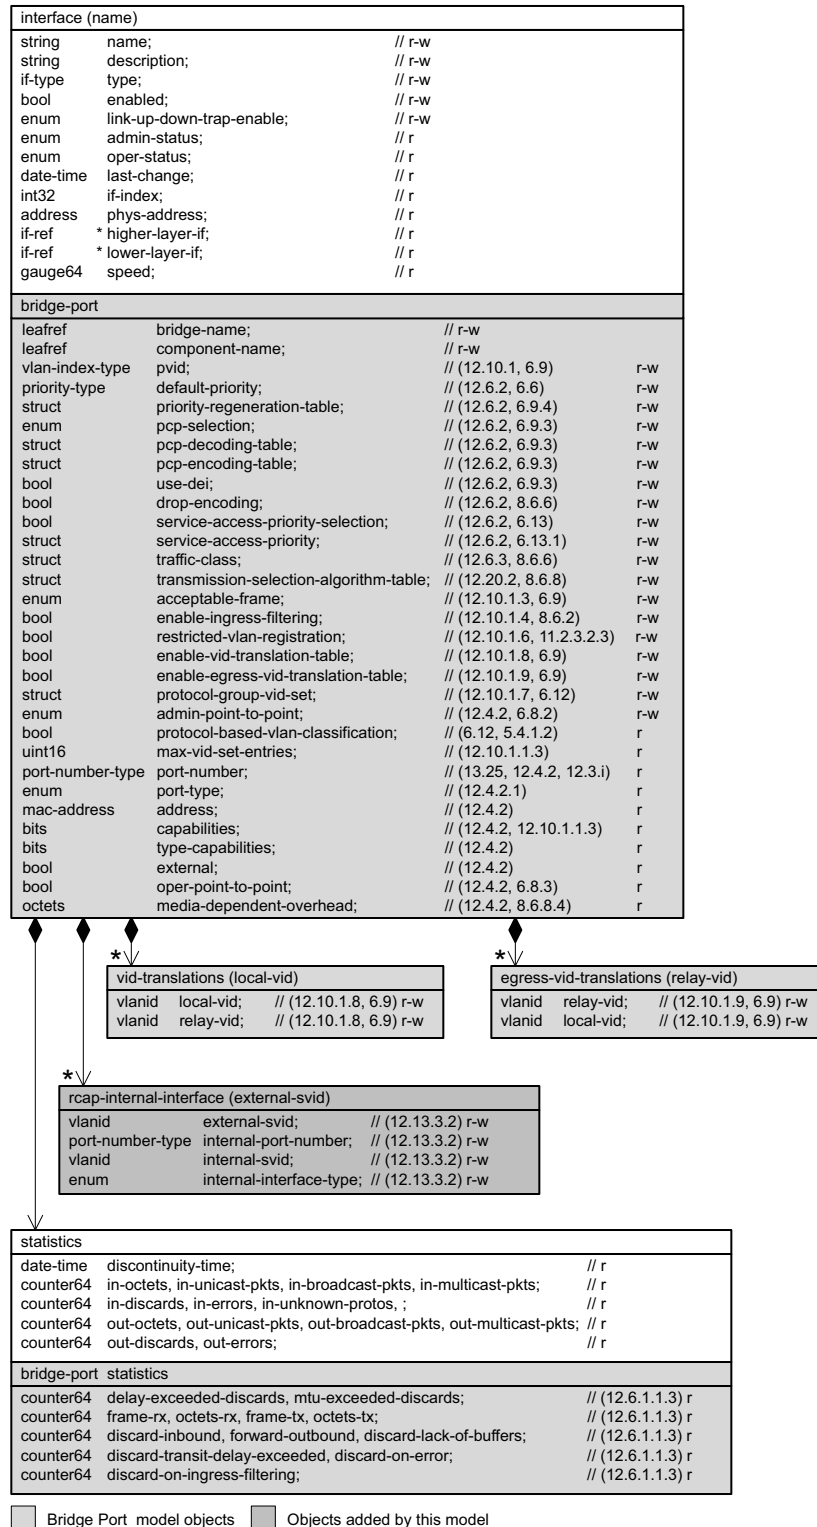 interface (name)
string name; // r-w
string description; // r-w
if-type type; // r-w
bool enabled; // r-w
enum link-up-down-trap-enable; // r-w
enum admin-status; // r
enum oper-status; // r
date-time last-change; // r
int32 if-index; // r
address phys-address; // r
if-ref * higher-layer-if; // r
if-ref * lower-layer-if; // r
gauge64 speed; // r
bridge-port
leafref bridge-name; // r-w
leafref component-name; // r-w
vlan-index-type pvid; // (12.10.1, 6.9) r-w
priority-type default-priority; // (12.6.2, 6.6) r-w
struct priority-regeneration-table; // (12.6.2, 6.9.4) r-w
enum pcp-selection; // (12.6.2, 6.9.3) r-w
struct pcp-decoding-table; // (12.6.2, 6.9.3) r-w
struct pcp-encoding-table; // (12.6.2, 6.9.3) r-w
bool use-dei; // (12.6.2, 6.9.3) r-w
bool drop-encoding; // (12.6.2, 8.6.6) r-w
bool service-access-priority-selection; // (12.6.2, 6.13) r-w
struct service-access-priority; // (12.6.2, 6.13.1) r-w
struct traffic-class; // (12.6.3, 8.6.6) r-w
struct transmission-selection-algorithm-table; // (12.20.2, 8.6.8) r-w
enum acceptable-frame; // (12.10.1.3, 6.9) r-w
bool enable-ingress-filtering; // (12.10.1.4, 8.6.2) r-w
bool restricted-vlan-registration; // (12.10.1.6, 11.2.3.2.3) r-w
bool enable-vid-translation-table; // (12.10.1.8, 6.9) r-w
bool enable-egress-vid-translation-table; // (12.10.1.9, 6.9) r-w
struct protocol-group-vid-set; // (12.10.1.7, 6.12) r-w
enum admin-point-to-point; // (12.4.2, 6.8.2) r-w
bool protocol-based-vlan-classification; // (6.12, 5.4.1.2) r
uint16 max-vid-set-entries; // (12.10.1.1.3) r
port-number-type port-number; // (13.25, 12.4.2, 12.3.i) r
enum port-type; // (12.4.2.1) r
mac-address address; // (12.4.2) r
bits capabilities; // (12.4.2, 12.10.1.1.3) r
bits type-capabilities; // (12.4.2) r
bool external; // (12.4.2) r
bool oper-point-to-point; // (12.4.2, 6.8.3) r
octets media-dependent-overhead; // (12.4.2, 8.6.8.4) r
* *
vid-translations (local-vid)
vlanid local-vid; // (12.10.1.8, 6.9) r-w
vlanid relay-vid; // (12.10.1.8, 6.9) r-w
egress-vid-translations (relay-vid)
vlanid relay-vid; // (12.10.1.9, 6.9) r-w
vlanid local-vid; // (12.10.1.9, 6.9) r-w
*
rcap-internal-interface (external-svid)
vlanid external-svid; // (12.13.3.2) r-w
port-number-type internal-port-number; // (12.13.3.2) r-w
vlanid internal-svid; // (12.13.3.2) r-w
enum internal-interface-type; // (12.13.3.2) r-w
statistics
date-time discontinuity-time; // r
counter64 in-octets, in-unicast-pkts, in-broadcast-pkts, in-multicast-pkts; // r
counter64 in-discards, in-errors, in-unknown-protos, ; // r
counter64 out-octets, out-unicast-pkts, out-broadcast-pkts, out-multicast-pkts; // r
counter64 out-discards, out-errors; // r
bridge-port statistics
counter64 delay-exceeded-discards, mtu-exceeded-discards; // (12.6.1.1.3) r
counter64 frame-rx, octets-rx, frame-tx, octets-tx; // (12.6.1.1.3) r
counter64 discard-inbound, forward-outbound, discard-lack-of-buffers; // (12.6.1.1.3) r
counter64 discard-transit-delay-exceeded, discard-on-error; // (12.6.1.1.3) r
counter64 discard-on-ingress-filtering; // (12.6.1.1.3) r
Bridge Port model objects Objects added by this model